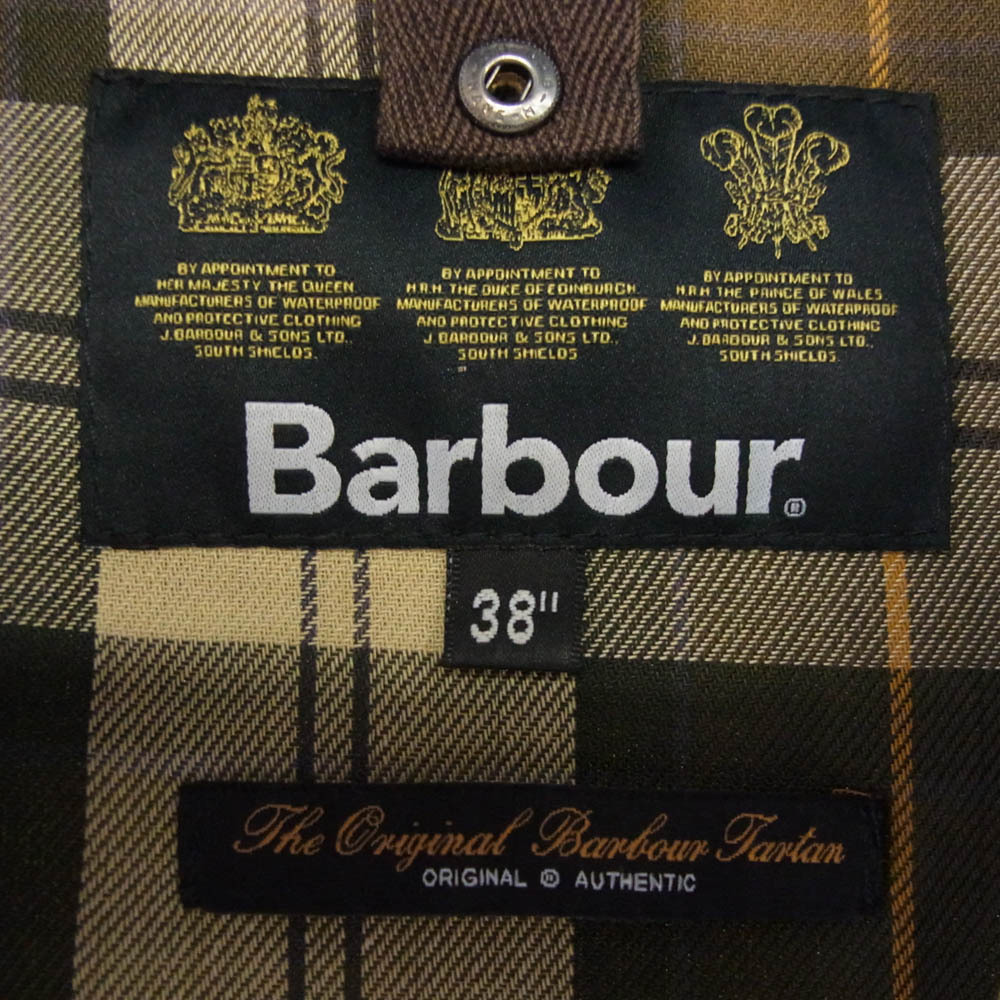 BY APPOINTMENT TO
HER MAJESTY THE QUEEN
MANUFACTURERS OF WATERPROOF
AND PROTECTIVE CLOTHING
J. BARBOUR & SONS LTD.,
SOUTH SHIELDS.
BY APPOINTMENT TO
H.R.H. THE DUKE OF EDINBURGH
MANUFACTURERS OF WATERPROOF
AND PROTECTIVE CLOTHING
J. BARBOUR & SONS LTD.,
SOUTH SHIELDS
BY APPOINTMENT TO
H.R.H. THE PRINCE OF WALES
MANUFACTURERS OF WATERPROOF
AND PROTECTIVE CLOTHING
J. BARBOUR & SONS LTD.,
SOUTH SHIELDS.
Barbour®
38"
The Original Barbour Tartan
ORIGINAL ® AUTHENTIC